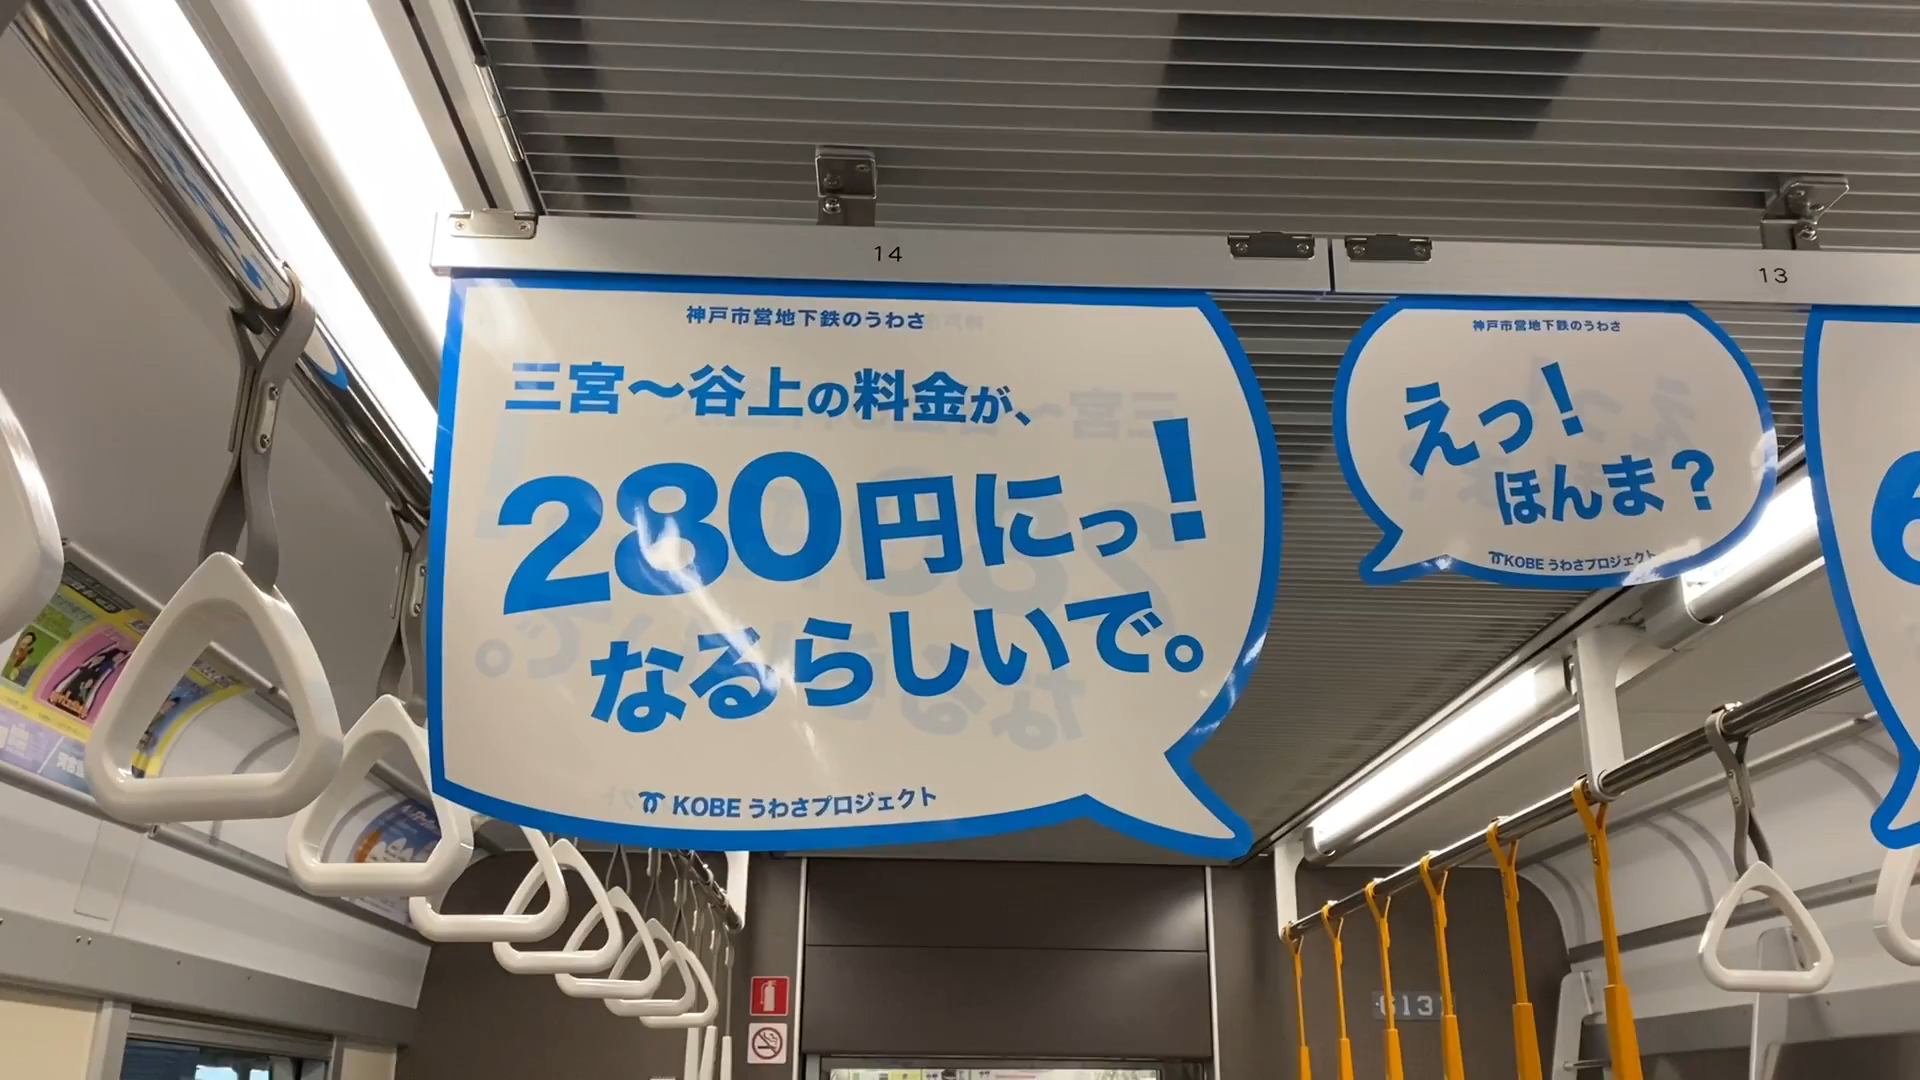 14
神戸市営地下鉄のうわさ
三宮〜谷上の料金が、
280円にっ!
なるらしいで。
KOBE うわさプロジェクト
13
神戸市営地下鉄のうわさ
えっ!
ほんま?
KOBE うわさプロジェクト
6